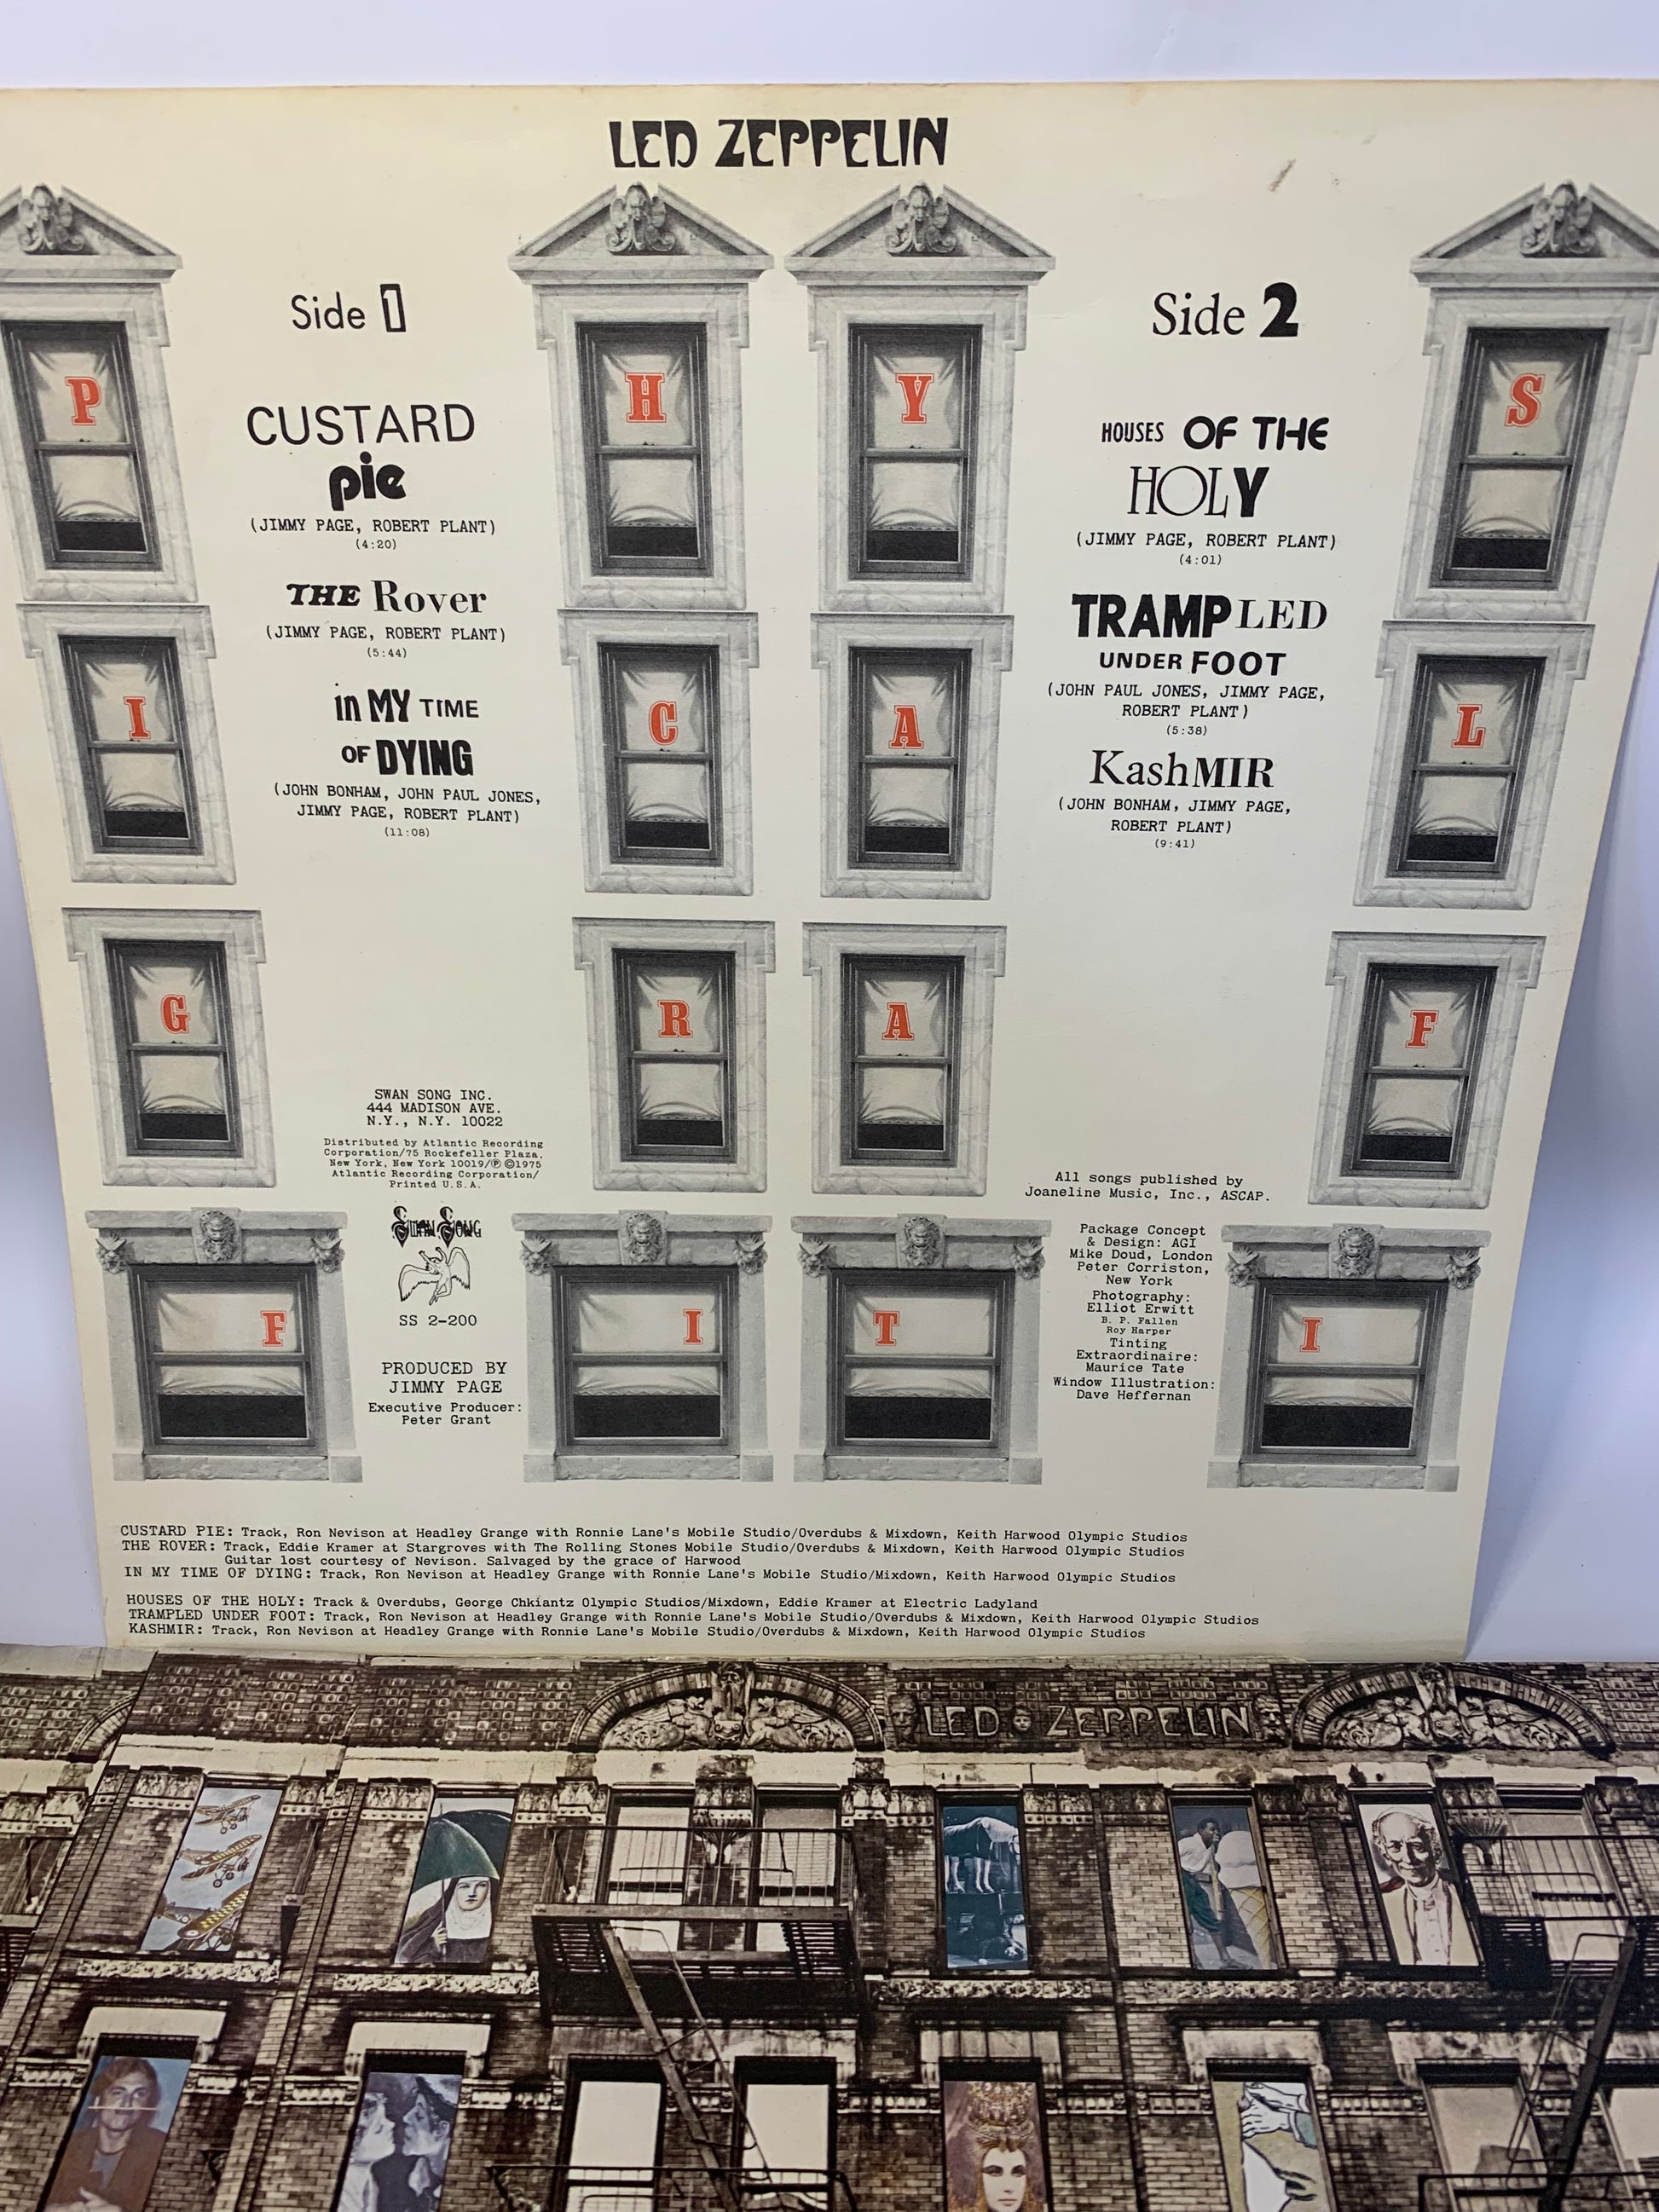 LED ZEPPELIN
P
H
Y
S
Side 1
CUSTARD
pie
(JIMMY PAGE, ROBERT PLANT)
(4:20)
THE Rover
(JIMMY PAGE, ROBERT PLANT)
(5:44)
in MY TIME
OF DYING
(JOHN BONHAM, JOHN PAUL JONES,
JIMMY PAGE, ROBERT PLANT)
(11:08)
Side 2
HOUSES OF THE
HOLY
(JIMMY PAGE, ROBERT PLANT)
(4:01)
TRAMPLED
UNDER FOOT
(JOHN PAUL JONES, JIMMY PAGE,
ROBERT PLANT)
(5:38)
KashMIR
(JOHN BONHAM, JIMMY PAGE,
ROBERT PLANT)
(9:41)
I
C
A
L
G
R
A
F
SWAN SONG INC.
444 MADISON AVE.
N.Y., N.Y. 10022
Distributed by Atlantic Recording
Corporation/75 Rockefeller Plaza,
New York, New York 10019/Ⓟ ©1975
Atlantic Recording Corporation/
Printed U.S.A.
All songs published by
Joaneline Music, Inc., ASCAP.
F
I
T
I
Swan Song
SS 2-200
PRODUCED BY
JIMMY PAGE
Executive Producer:
Peter Grant
Package Concept
& Design: AGI
Mike Doud, London
Peter Corriston,
New York
Photography:
Elliot Erwitt
B. P. Fallen
Roy Harper
Tinting
Extraordinaire:
Maurice Tate
Window Illustration:
Dave Heffernan
CUSTARD PIE: Track, Ron Nevison at Headley Grange with Ronnie Lane's Mobile Studio/Overdubs & Mixdown, Keith Harwood Olympic Studios
THE ROVER: Track, Eddie Kramer at Stargroves with The Rolling Stones Mobile Studio/Overdubs & Mixdown, Keith Harwood Olympic Studios
Guitar lost courtesy of Nevison. Salvaged by the grace of Harwood
IN MY TIME OF DYING: Track, Ron Nevison at Headley Grange with Ronnie Lane's Mobile Studio/Mixdown, Keith Harwood Olympic Studios
HOUSES OF THE HOLY: Track & Overdubs, George Chkiantz Olympic Studios/Mixdown, Eddie Kramer at Electric Ladyland
TRAMPLED UNDER FOOT: Track, Ron Nevison at Headley Grange with Ronnie Lane's Mobile Studio/Overdubs & Mixdown, Keith Harwood Olympic Studios
KASHMIR: Track, Ron Nevison at Headley Grange with Ronnie Lane's Mobile Studio/Overdubs & Mixdown, Keith Harwood Olympic Studios
LED ZEPPELIN